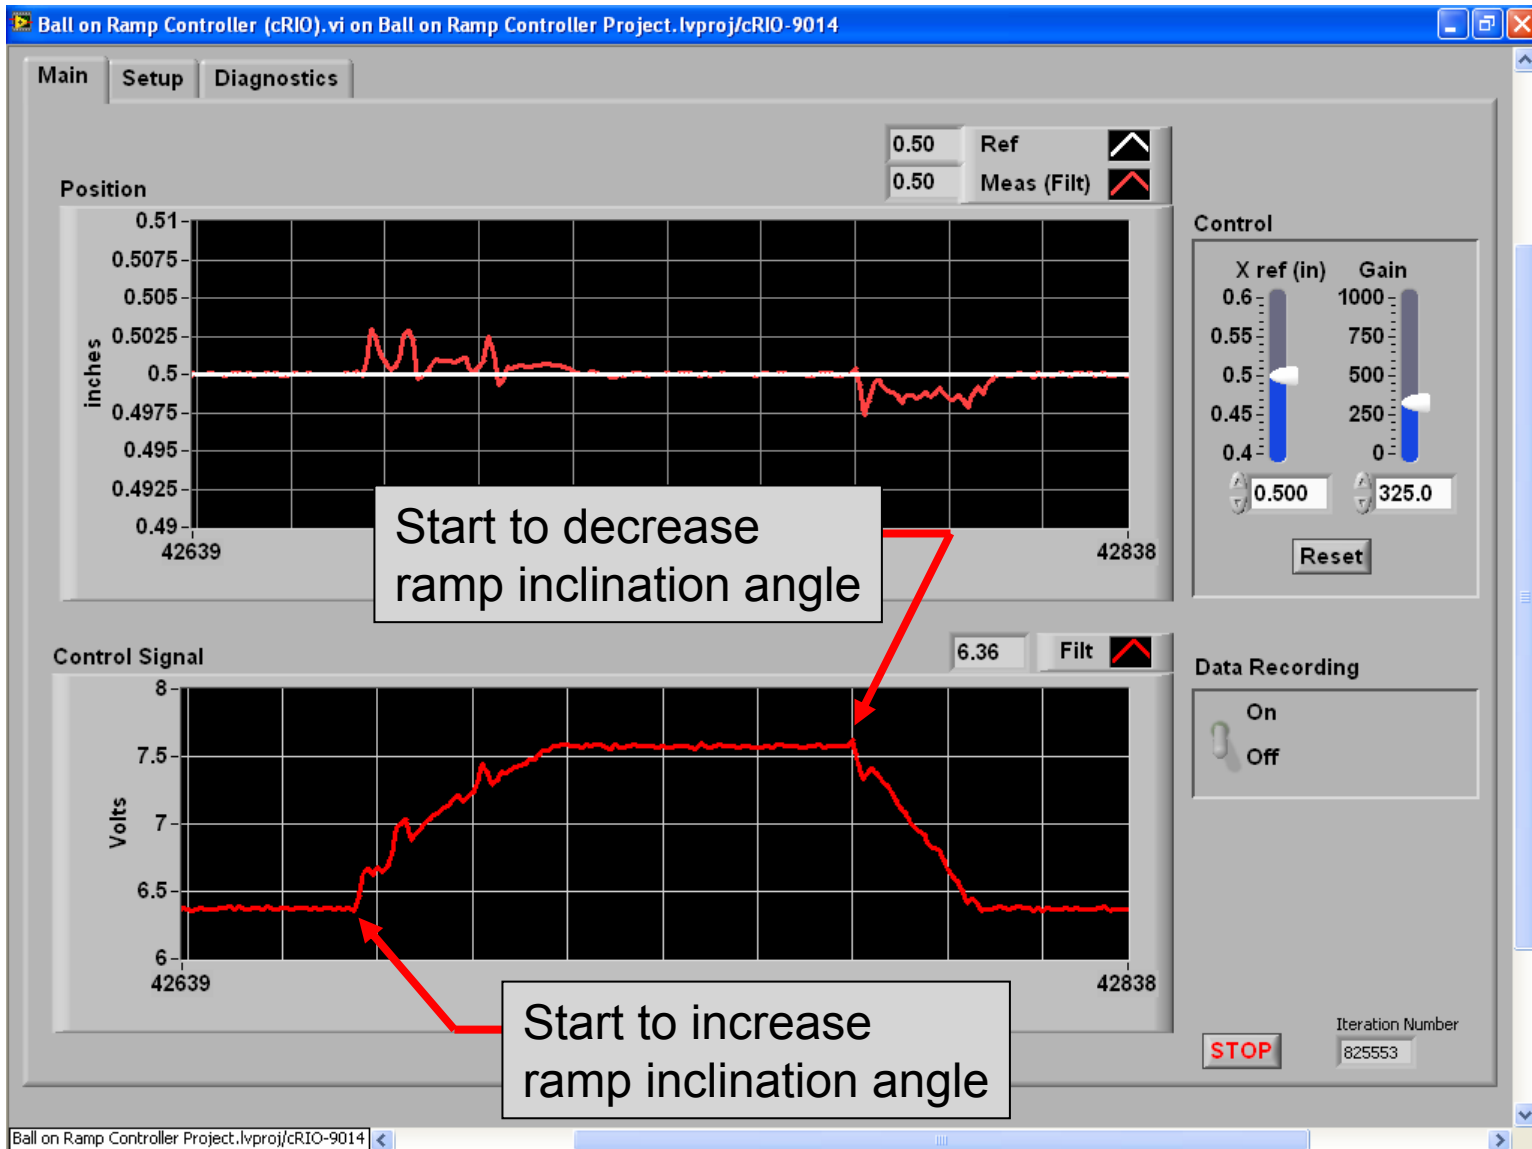 Ball on Ramp Controller (cRIO).vi on Ball on Ramp Controller Project.lvproj/cRIO-9014
Main Setup Diagnostics
0.50 Ref
0.50 Meas (Filt)
Position
0.51
0.5075
0.505
0.5025
0.5
0.4975
0.495
0.4925
0.49
inches
42639 42838
Start to decrease
ramp inclination angle
Control
X ref (in) Gain
0.6 1000
0.55 750
0.5 500
0.45 250
0.4 0
0.500 325.0
Reset
Control Signal
6.36 Filt
8
7.5
7
6.5
6
Volts
42639 42838
Start to increase
ramp inclination angle
Data Recording
On
Off
STOP
Iteration Number
825553
Ball on Ramp Controller Project.lvproj/cRIO-9014